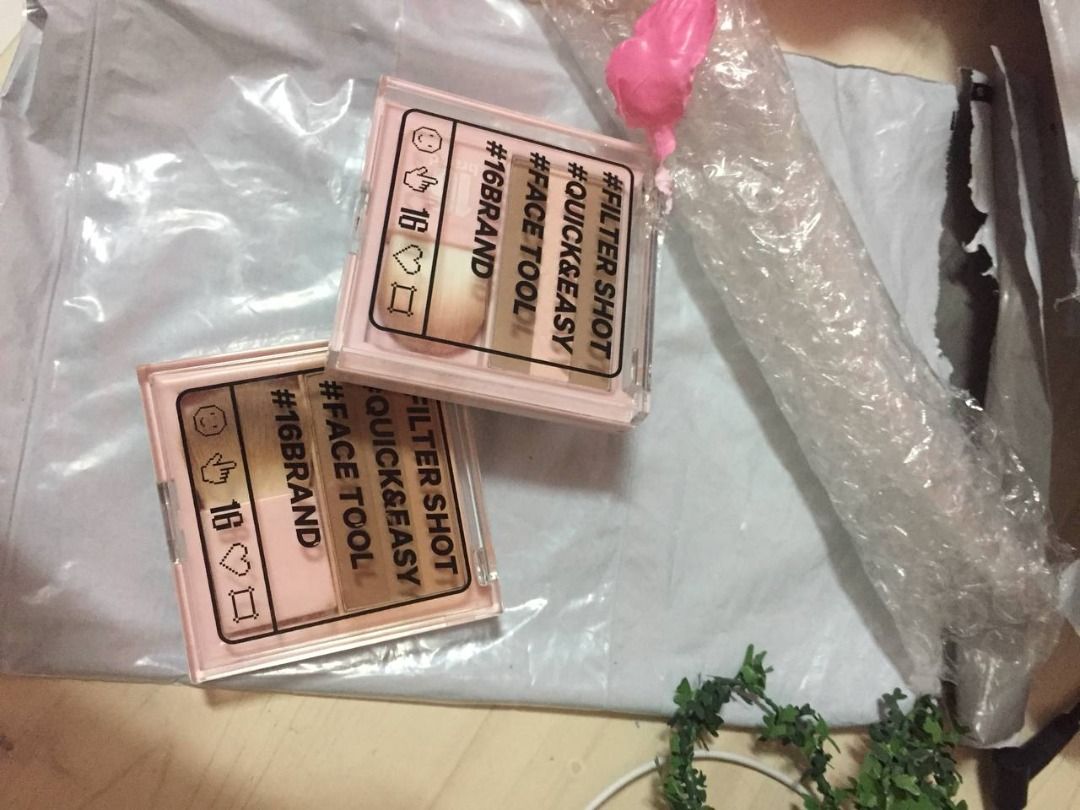 #FILTER SHOT
#QUICK&EASY
#FACE TOOL
#16BRAND
16
FILTER SHOT
QUICK&EASY
#FACE TOOL
#16BRAND
16